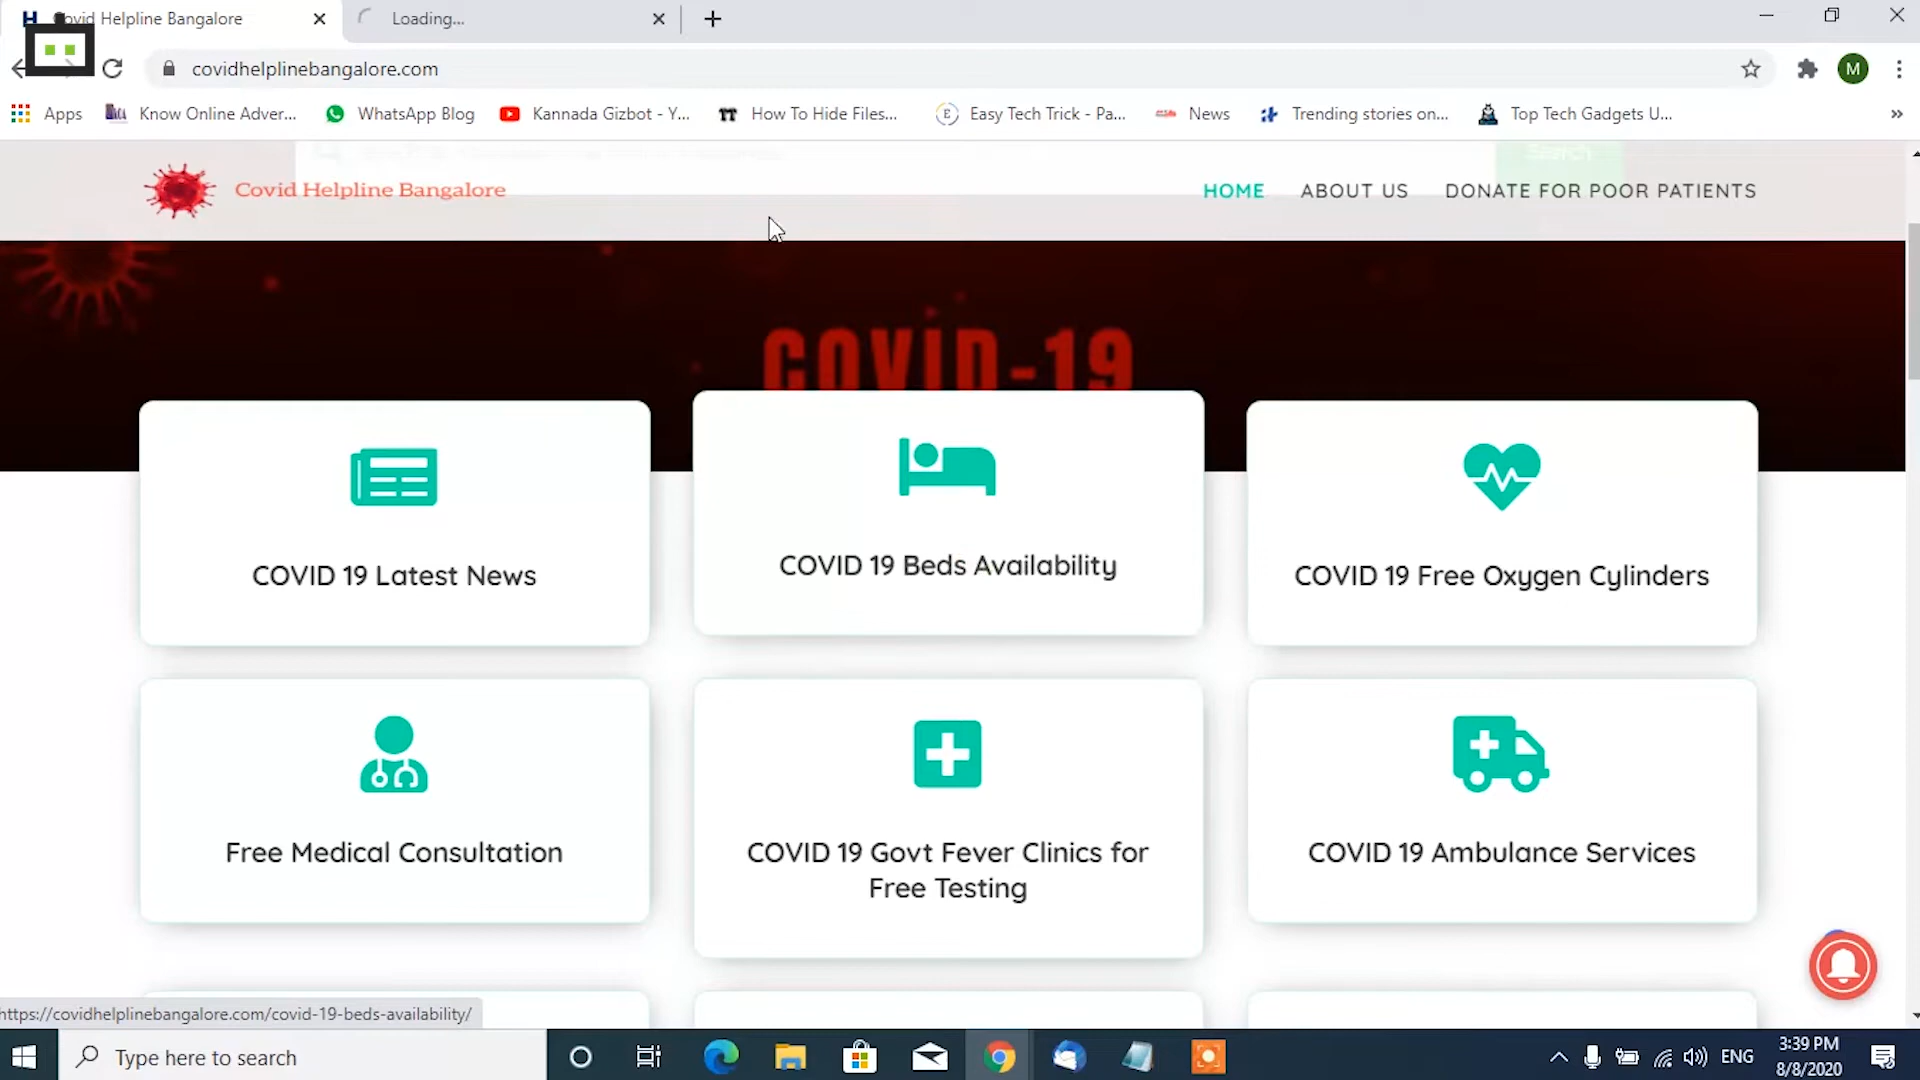 Covid Helpline Bangalore
Loading...
covidhelplinebangalore.com
M
Apps
Know Online Adver...
WhatsApp Blog
Kannada Gizbot - Y...
How To Hide Files...
Easy Tech Trick - Pa...
News
Trending stories on...
Top Tech Gadgets U...
Search
Covid Helpline Bangalore
HOME
ABOUT US
DONATE FOR POOR PATIENTS
COVID-19
COVID 19 Latest News
COVID 19 Beds Availability
COVID 19 Free Oxygen Cylinders
Free Medical Consultation
COVID 19 Govt Fever Clinics for
Free Testing
COVID 19 Ambulance Services
https://covidhelplinebangalore.com/covid-19-beds-availability/
Type here to search
ENG
3:39 PM
8/8/2020